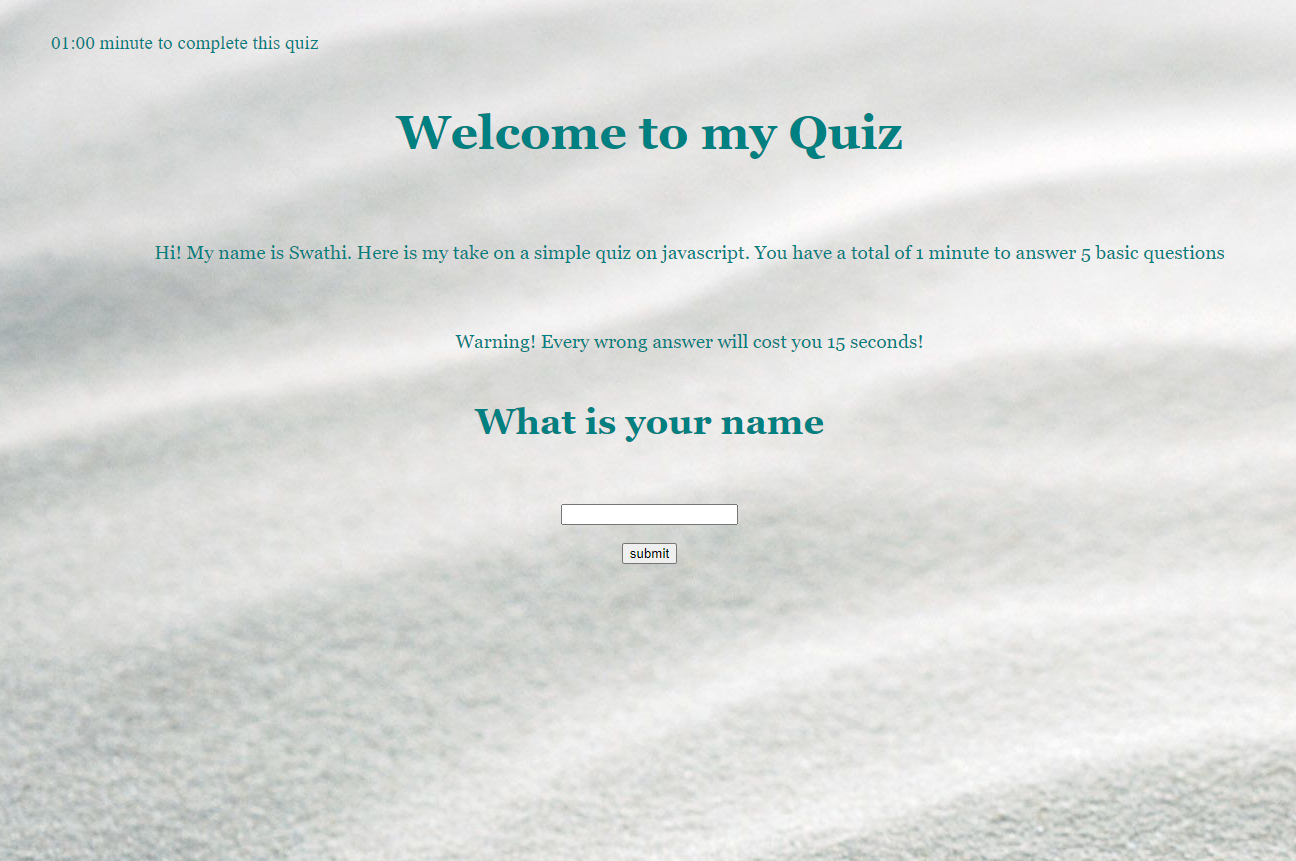 01:00 minute to complete this quiz
Welcome to my Quiz
Hi! My name is Swathi. Here is my take on a simple quiz on javascript. You have a total of 1 minute to answer 5 basic questions
Warning! Every wrong answer will cost you 15 seconds!
What is your name
submit